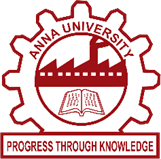 ANNA UNIVERSITY
PROGRESS THROUGH KNOWLEDGE